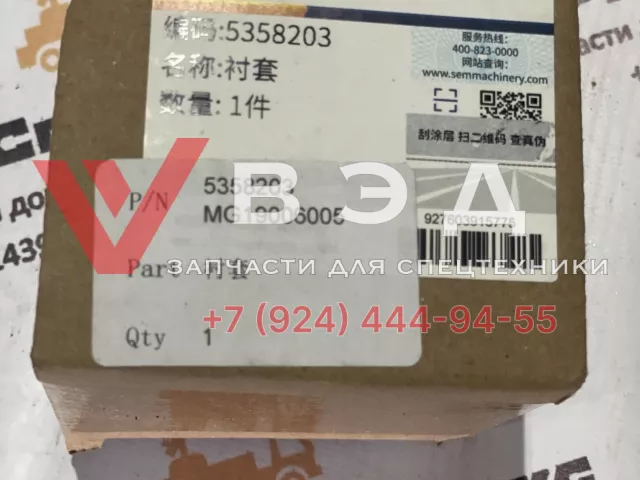 编码:5358203
名称:衬套
数量:1件
服务热线:
400-823-0000
网站查询:
www.semmachinery.com
刮涂层 扫二维码 查真伪
927603915775
P/N 5358203
MG19006005
Part 衬套
Qty 1
ВЭД
ЗАПЧАСТИ ДЛЯ СПЕЦТЕХНИКИ
+7 (924) 444-94-55